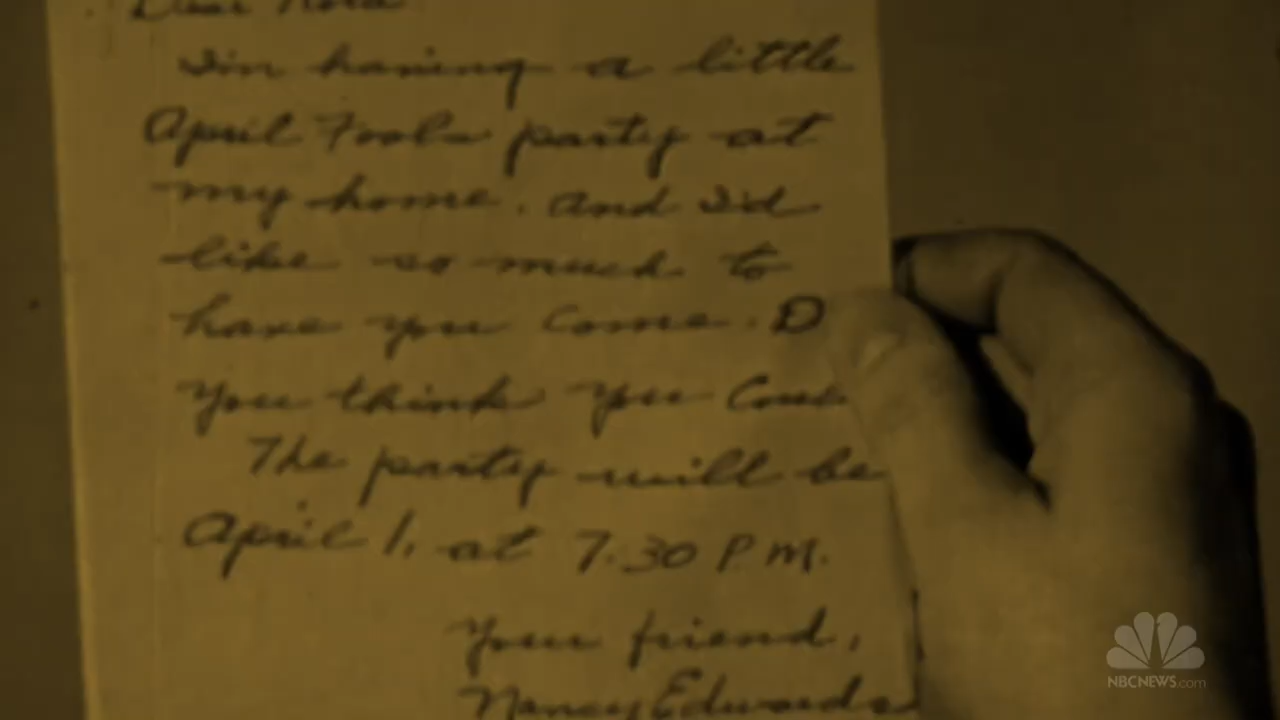 Dear
I'm having a little
April Fools party at
my home. And I'd
like so much to
have you come. D
you think you
The party will be
April 1, at 7.30 P.M.
Your friend,
Nancy Edwards
NBCNEWS.com